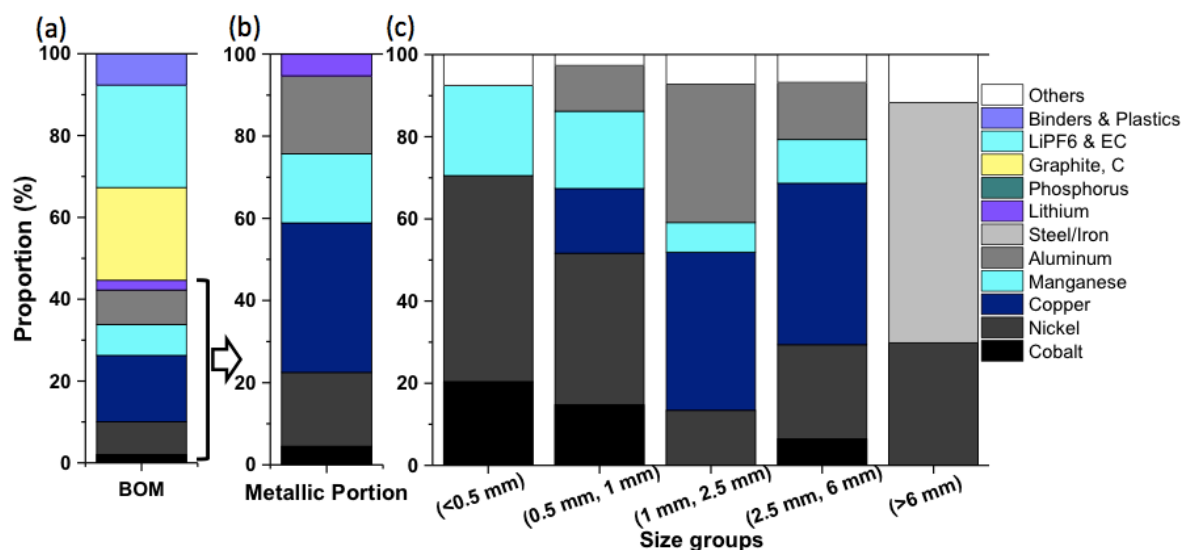 (a)
(b)
(c)
Proportion (%)
100
80
60
40
20
0
BOM
100
80
60
40
20
0
Metallic Portion
100
80
60
40
20
0
(<0.5 mm)
(0.5 mm, 1 mm)
(1 mm, 2.5 mm)
(2.5 mm, 6 mm)
(>6 mm)
Size groups
Others
Binders & Plastics
LiPF6 & EC
Graphite, C
Phosphorus
Lithium
Steel/Iron
Aluminum
Manganese
Copper
Nickel
Cobalt